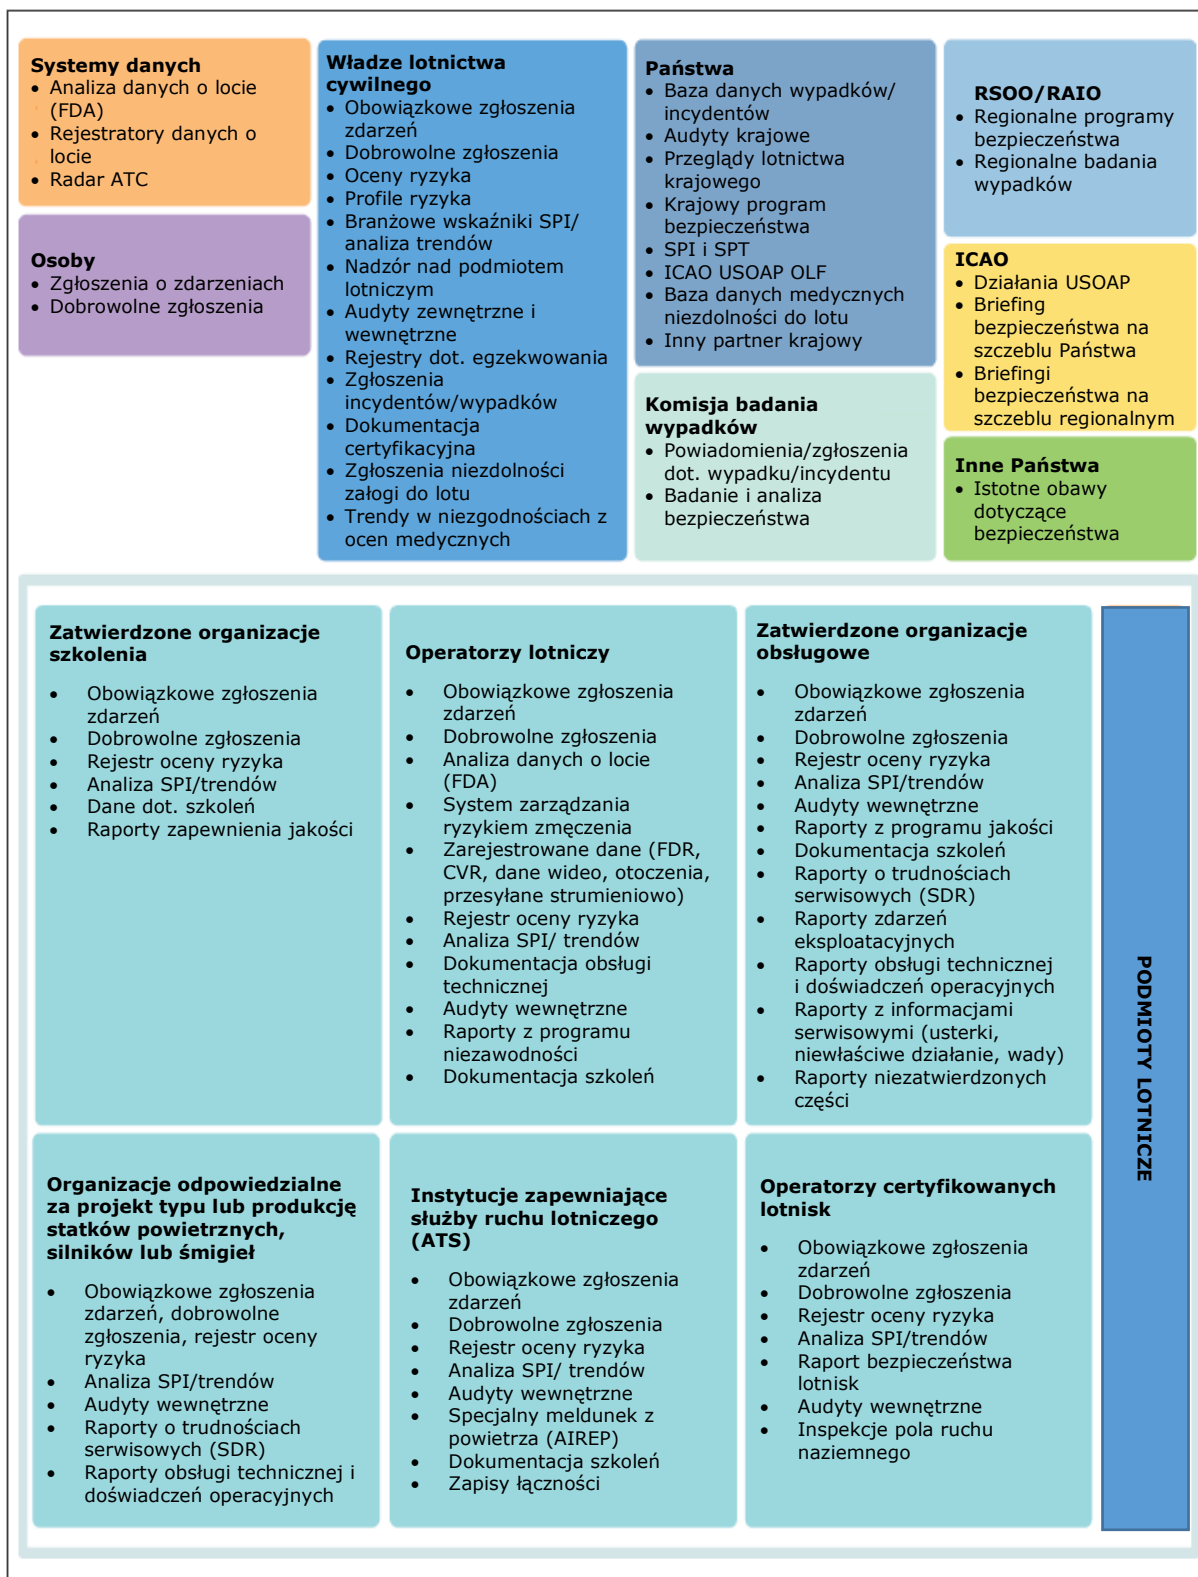 Systemy danych
• Analiza danych o locie
(FDA)
• Rejestratory danych o
locie
• Radar ATC
Osoby
• Zgłoszenia o zdarzeniach
• Dobrowolne zgłoszenia
Władze lotnictwa
cywilnego
• Obowiązkowe zgłoszenia
zdarzeń
• Dobrowolne zgłoszenia
• Oceny ryzyka
• Profile ryzyka
• Branżowe wskaźniki SPI/
analiza trendów
• Nadzór nad podmiotem
lotniczym
• Audyty zewnętrzne i
wewnętrzne
• Rejestry dot. egzekwowania
• Zgłoszenia
incydentów/wypadków
• Dokumentacja
certyfikacyjna
• Zgłoszenia niezdolności
załogi do lotu
• Trendy w niezgodnościach z
ocen medycznych
Państwa
• Baza danych wypadków/
incydentów
• Audyty krajowe
• Przeglądy lotnictwa
krajowego
• Krajowy program
bezpieczeństwa
• SPI i SPT
• ICAO USOAP OLF
• Baza danych medycznych
niezdolności do lotu
• Inny partner krajowy
Komisja badania
wypadków
• Powiadomienia/zgłoszenia
dot. wypadku/incydentu
• Badanie i analiza
bezpieczeństwa
RSOO/RAIO
• Regionalne programy
bezpieczeństwa
• Regionalne badania
wypadków
ICAO
• Działania USOAP
• Briefing
bezpieczeństwa na
szczeblu Państwa
• Briefingi
bezpieczeństwa na
szczeblu regionalnym
Inne Państwa
• Istotne obawy
dotyczące
bezpieczeństwa
Zatwierdzone organizacje
szkolenia
• Obowiązkowe zgłoszenia
zdarzeń
• Dobrowolne zgłoszenia
• Rejestr oceny ryzyka
• Analiza SPI/trendów
• Dane dot. szkoleń
• Raporty zapewnienia jakości
Operatorzy lotniczy
• Obowiązkowe zgłoszenia
zdarzeń
• Dobrowolne zgłoszenia
• Analiza danych o locie
(FDA)
• System zarządzania
ryzykiem zmęczenia
• Zarejestrowane dane (FDR,
CVR, dane wideo, otoczenia,
przesyłane strumieniowo)
• Rejestr oceny ryzyka
• Analiza SPI/ trendów
• Dokumentacja obsługi
technicznej
• Audyty wewnętrzne
• Raporty z programu
niezawodności
• Dokumentacja szkoleń
Zatwierdzone organizacje
obsługowe
• Obowiązkowe zgłoszenia
zdarzeń
• Dobrowolne zgłoszenia
• Rejestr oceny ryzyka
• Analiza SPI/trendów
• Audyty wewnętrzne
• Raporty z programu jakości
• Dokumentacja szkoleń
• Raporty o trudnościach
serwisowych (SDR)
• Raporty zdarzeń
eksploatacyjnych
• Raporty obsługi technicznej
i doświadczeń operacyjnych
• Raporty z informacjami
serwisowymi (usterki,
niewłaściwe działanie, wady)
• Raporty niezatwierdzonych
części
PODMIOTY LOTNICZE
Organizacje odpowiedzialne
za projekt typu lub produkcję
statków powietrznych,
silników lub śmigieł
• Obowiązkowe zgłoszenia
zdarzeń, dobrowolne
zgłoszenia, rejestr oceny
ryzyka
• Analiza SPI/trendów
• Audyty wewnętrzne
• Raporty o trudnościach
serwisowych (SDR)
• Raporty obsługi technicznej i
doświadczeń operacyjnych
Instytucje zapewniające
służby ruchu lotniczego
(ATS)
• Obowiązkowe zgłoszenia
zdarzeń
• Dobrowolne zgłoszenia
• Rejestr oceny ryzyka
• Analiza SPI/ trendów
• Audyty wewnętrzne
• Specjalny meldunek z
powietrza (AIREP)
• Dokumentacja szkoleń
• Zapisy łączności
Operatorzy certyfikowanych
lotnisk
• Obowiązkowe zgłoszenia
zdarzeń
• Dobrowolne zgłoszenia
• Rejestr oceny ryzyka
• Analiza SPI/trendów
• Raport bezpieczeństwa
lotnisk
• Audyty wewnętrzne
• Inspekcje pola ruchu
naziemnego